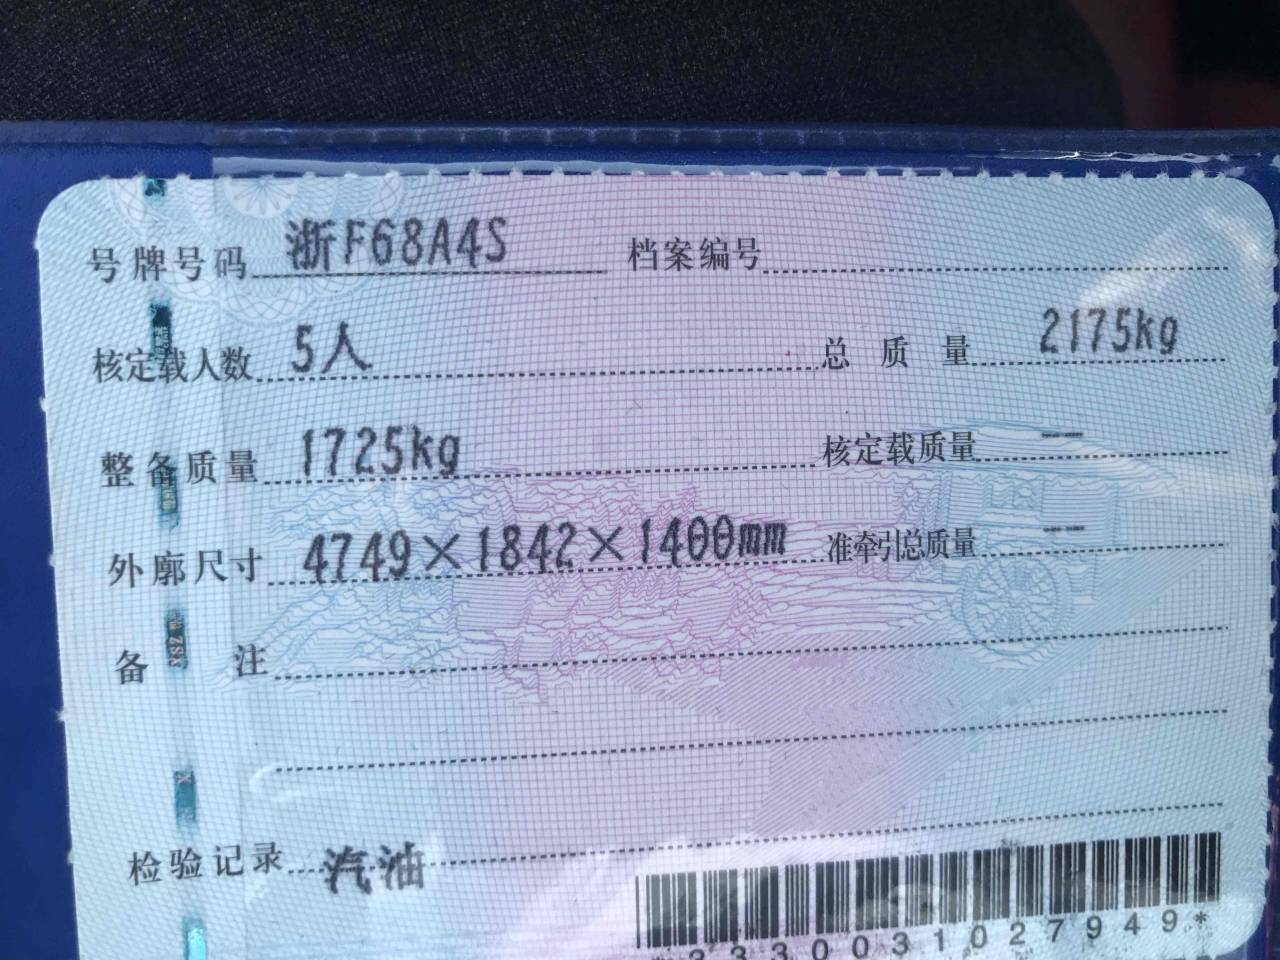 号牌号码 浙F68A4S 档案编号
核定载人数 5人 总质量 2175kg
整备质量 1725kg 核定载质量 --
外廓尺寸 4749×1842×1400mm 准牵引总质量 --
备注
检验记录 汽油
*3330031027949*